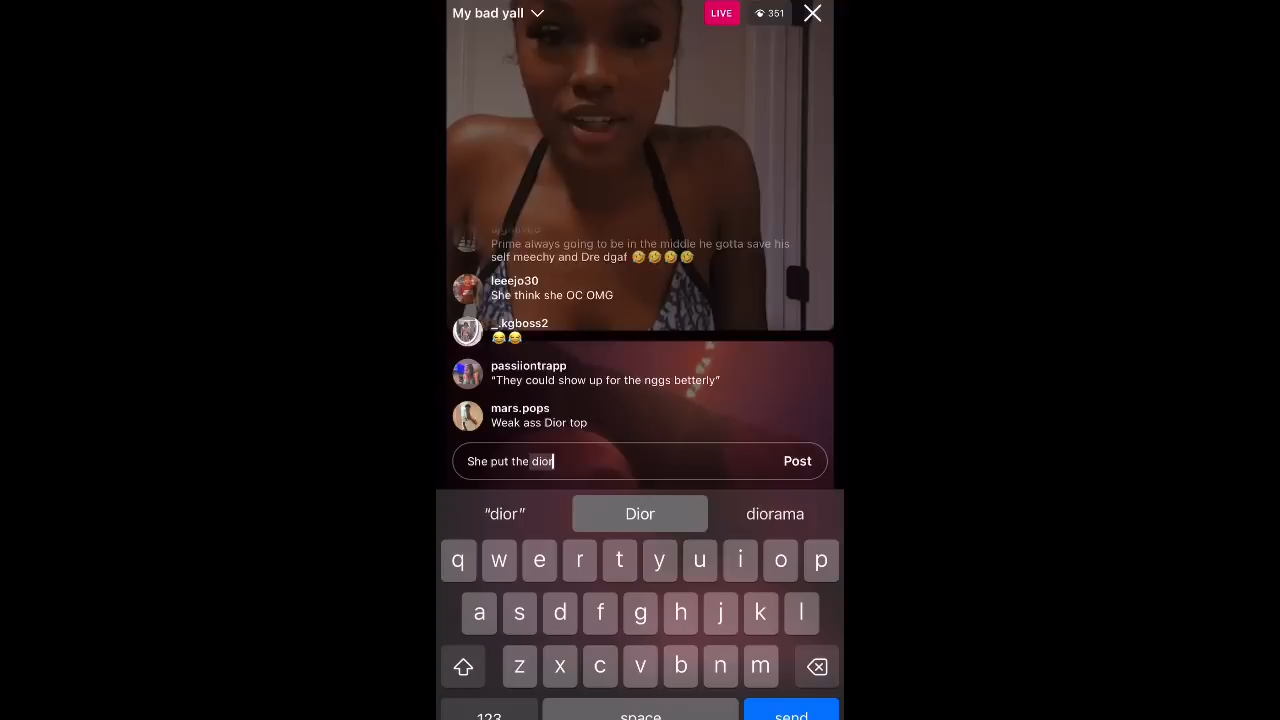 My bad yall
LIVE
351
Prime always going to be in the middle he gotta save his
self meechy and Dre dgaf 🤣🤣🤣🤣
leeejo30
She think she OC OMG
_.kgboss2
😂😂
passiiontrapp
“They could show up for the nggs betterly”
mars.pops
Weak ass Dior top
She put the dior
Post
“dior” Dior diorama
q w e r t y u i o p
a s d f g h j k l
z x c v b n m
123 space send